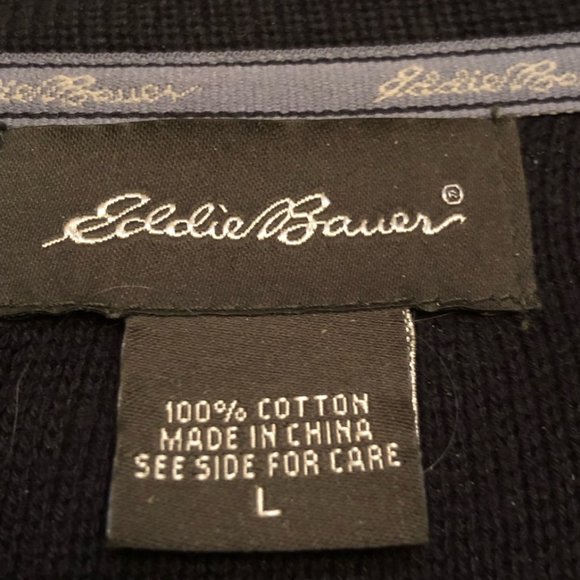 Eddie Bauer
Eddie Bauer
Eddie Bauer®
100% COTTON
MADE IN CHINA
SEE SIDE FOR CARE
L